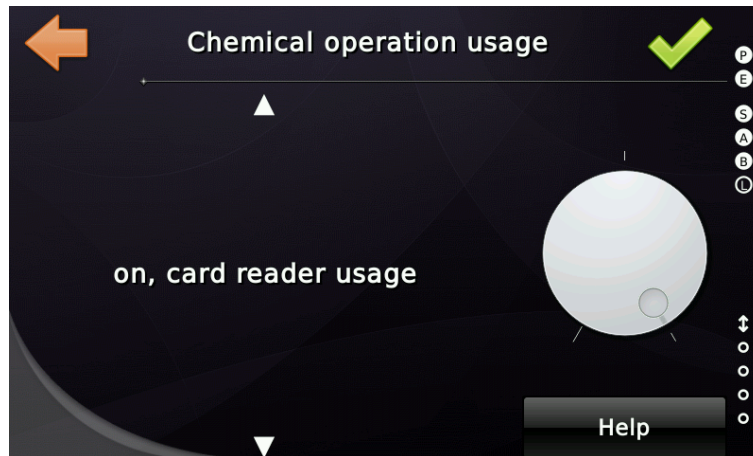 Chemical operation usage
P
E
S
A
B
L
on, card reader usage
Help